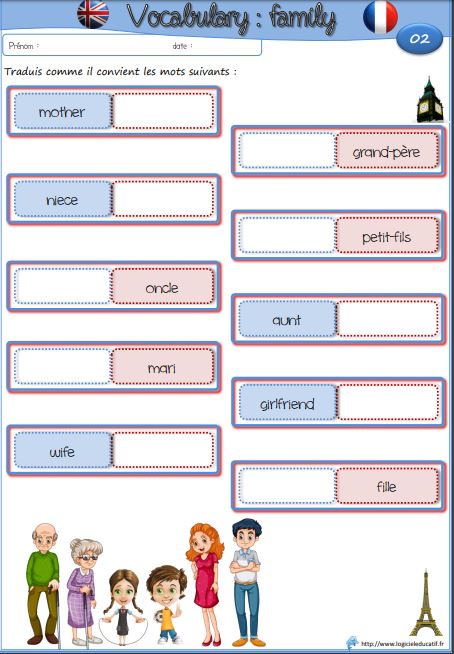 Vocabulary : family
02
Prénom :
date :
Traduis comme il convient les mots suivants :
mother
grand-père
niece
petit-fils
oncle
aunt
mari
girlfriend
wife
fille
http://www.logicieleducatif.fr